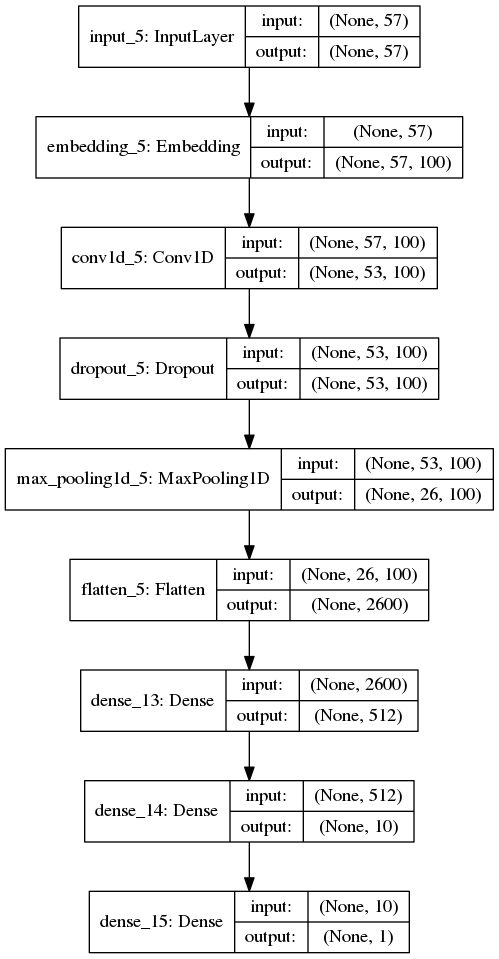 input_5: InputLayer
input: (None, 57)
output: (None, 57)
embedding_5: Embedding
input: (None, 57)
output: (None, 57, 100)
conv1d_5: Conv1D
input: (None, 57, 100)
output: (None, 53, 100)
dropout_5: Dropout
input: (None, 53, 100)
output: (None, 53, 100)
max_pooling1d_5: MaxPooling1D
input: (None, 53, 100)
output: (None, 26, 100)
flatten_5: Flatten
input: (None, 26, 100)
output: (None, 2600)
dense_13: Dense
input: (None, 2600)
output: (None, 512)
dense_14: Dense
input: (None, 512)
output: (None, 10)
dense_15: Dense
input: (None, 10)
output: (None, 1)